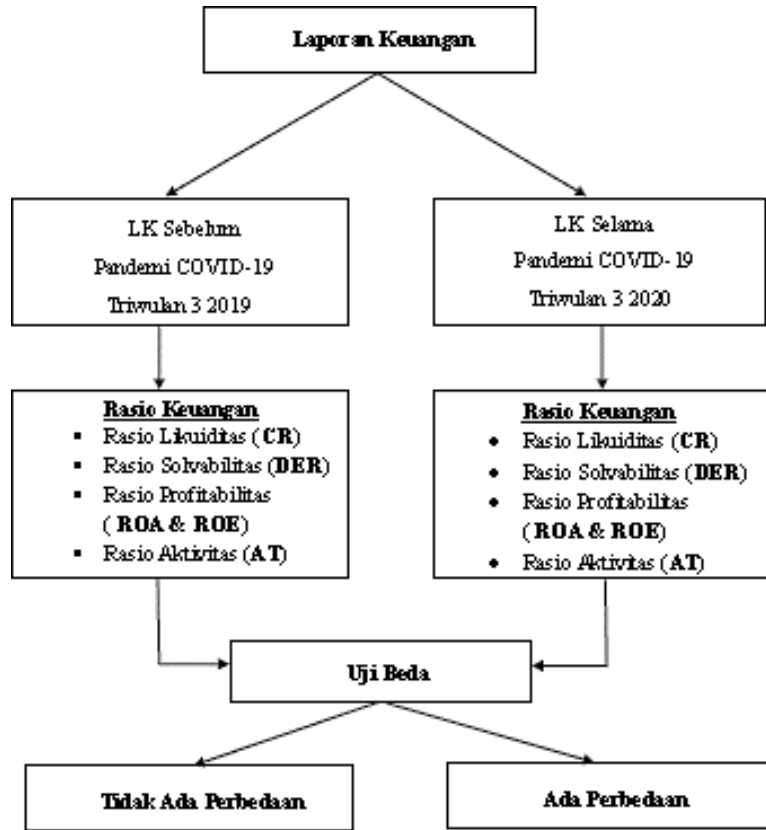 Laporan Keuangan
LK Sebelum
Pandemi COVID-19
Triwulan 3 2019
LK Selama
Pandemi COVID-19
Triwulan 3 2020
Rasio Keuangan
▪ Rasio Likuiditas (CR)
▪ Rasio Solvabilitas (DER)
▪ Rasio Profitabilitas
( ROA & ROE)
▪ Rasio Aktivitas (AT)
Rasio Keuangan
● Rasio Likuiditas (CR)
● Rasio Solvabilitas (DER)
● Rasio Profitabilitas
(ROA & ROE)
● Rasio Aktivitas (AT)
Uji Beda
Tidak Ada Perbedaan
Ada Perbedaan